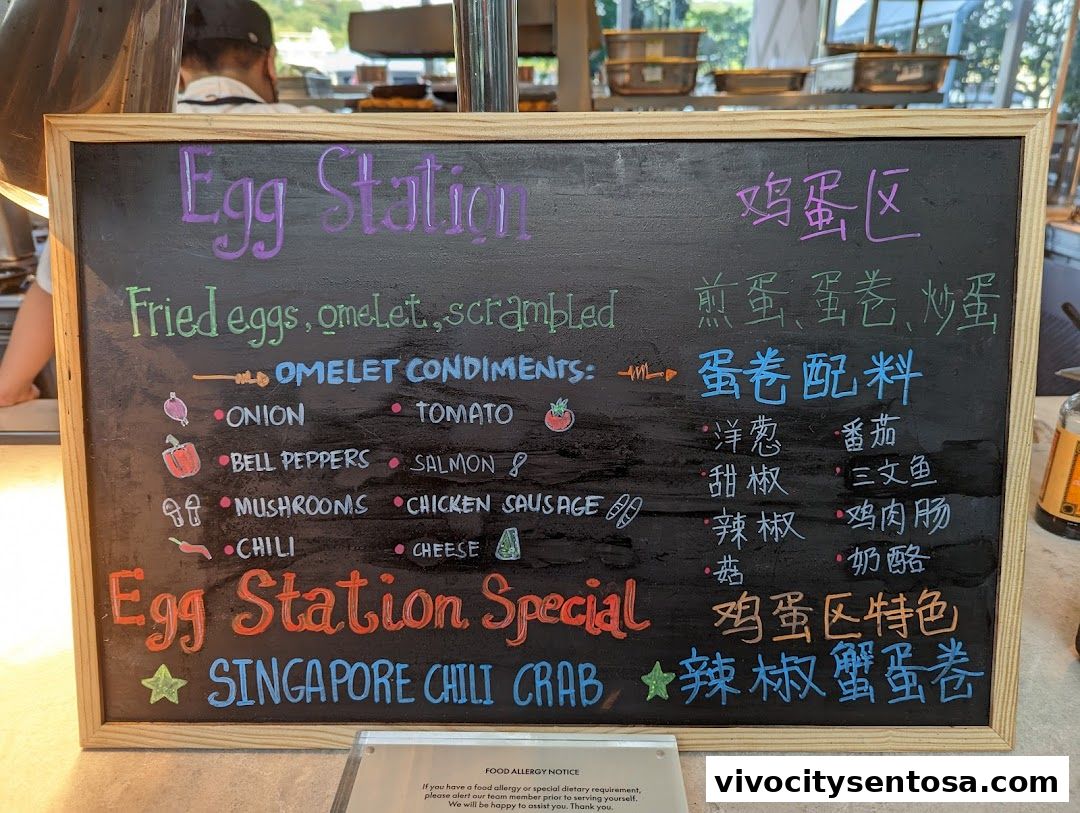 Egg Station 鸡蛋区
Fried eggs, omelet, scrambled 煎蛋、蛋卷、炒蛋
OMELET CONDIMENTS: 蛋卷配料
ONION TOMATO 洋葱 番茄
BELL PEPPERS SALMON 甜椒 三文鱼
MUSHROOMS CHICKEN SAUSAGE 辣椒 鸡肉肠
CHILI CHEESE 菇 奶酪
Egg Station Special 鸡蛋区特色
SINGAPORE CHILI CRAB 辣椒蟹蛋卷
FOOD ALLERGY NOTICE
If you have a food allergy or special dietary requirement,
please alert our team member prior to serving yourself.
We will be happy to assist you. Thank you.
vivocitysentosa.com